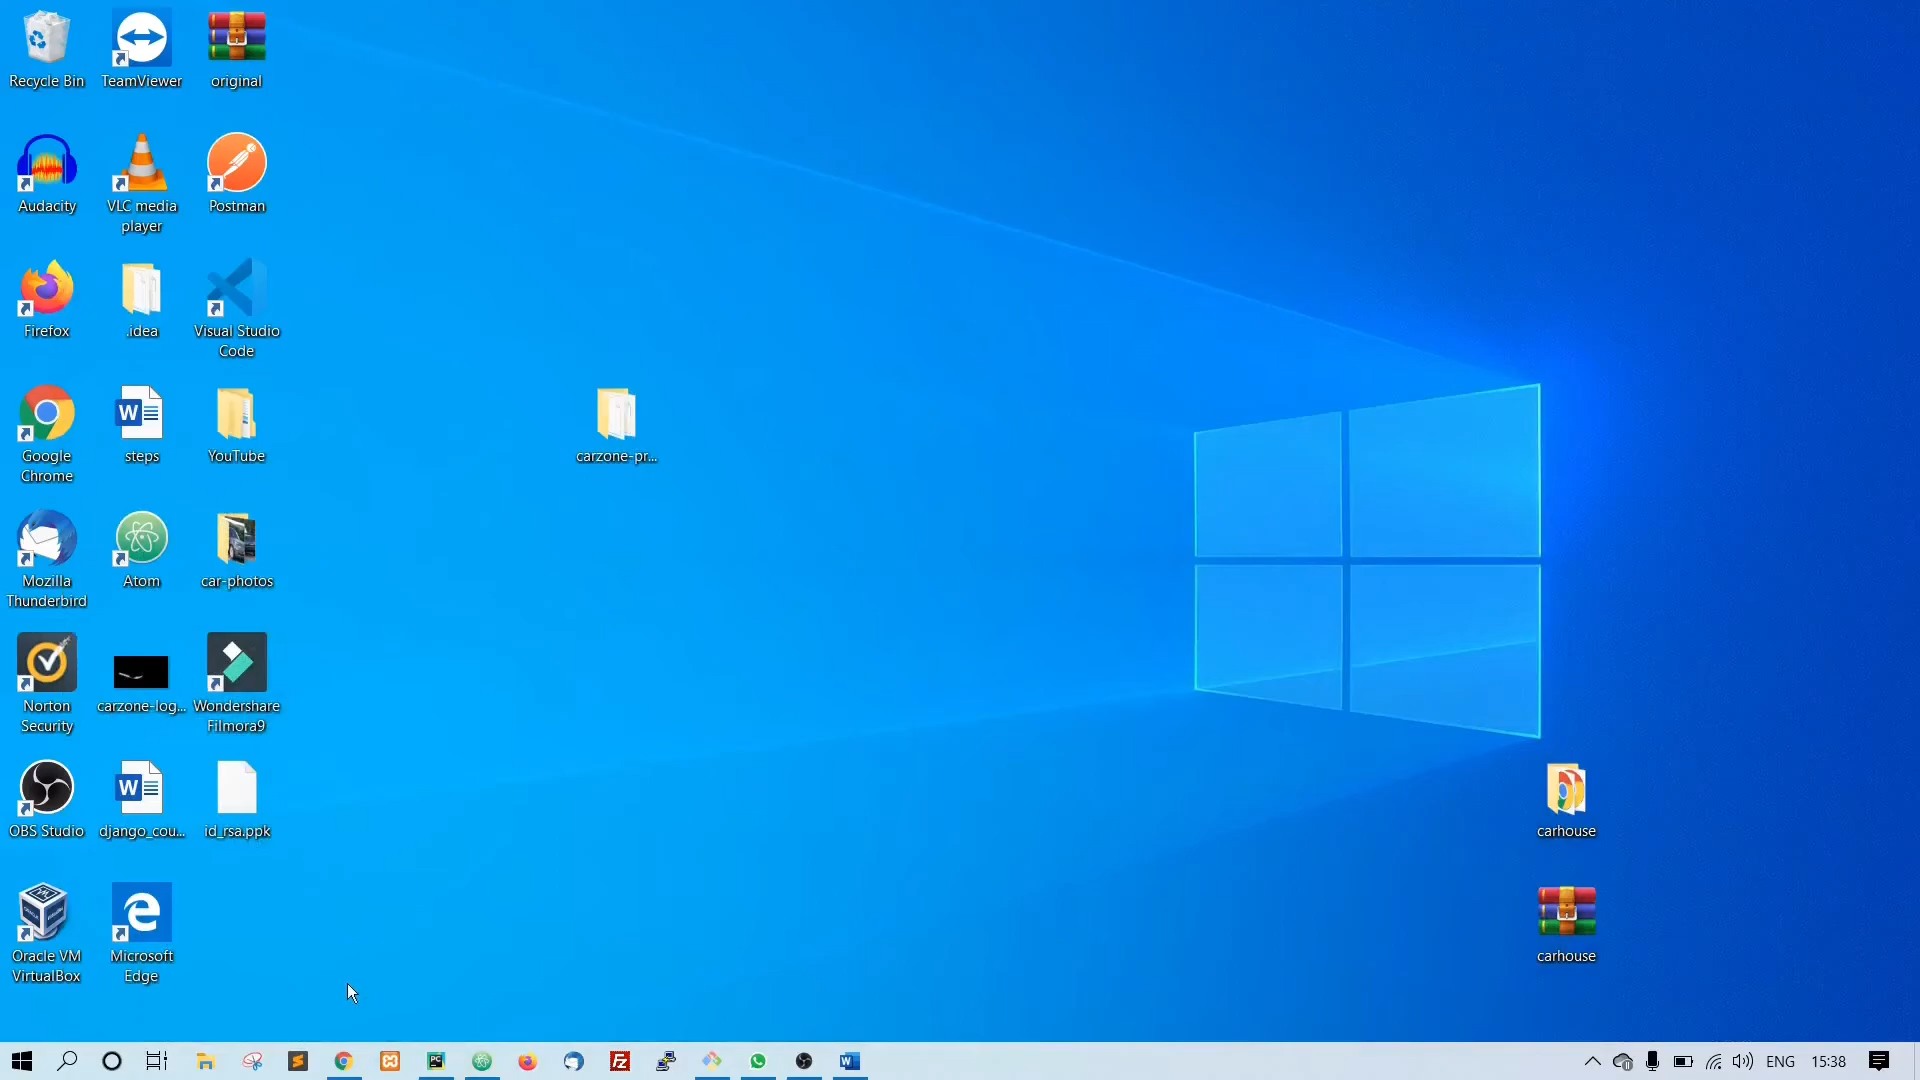 Recycle Bin
TeamViewer
original
Audacity
VLC media
player
Postman
Firefox
.idea
Visual Studio
Code
Google
Chrome
steps
YouTube
carzone-pr...
Mozilla
Thunderbird
Atom
car-photos
Norton
Security
carzone-log...
Wondershare
Filmora9
OBS Studio
django_cou...
id_rsa.ppk
carhouse
Oracle VM
VirtualBox
Microsoft
Edge
carhouse
ENG
15:38